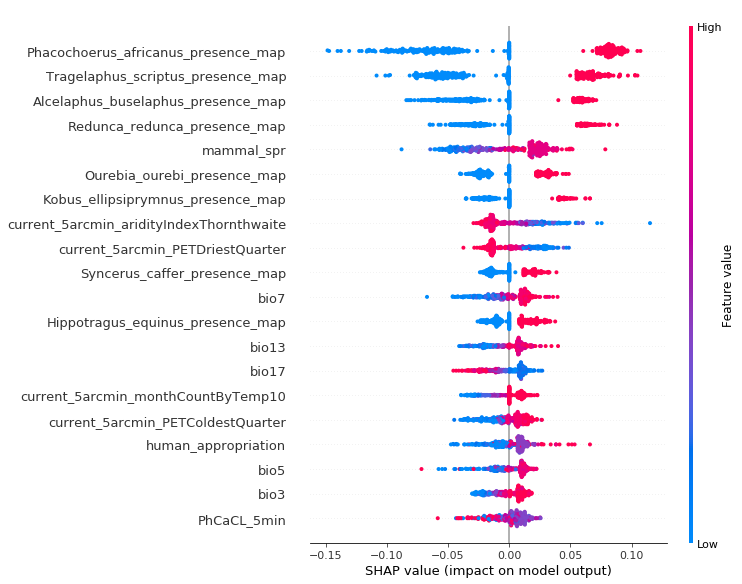 High
Phacochoerus_africanus_presence_map
Tragelaphus_scriptus_presence_map
Alcelaphus_buselaphus_presence_map
Redunca_redunca_presence_map
mammal_spr
Ourebia_ourebi_presence_map
Kobus_ellipsiprymnus_presence_map
current_5arcmin_aridityIndexThornthwaite
current_5arcmin_PETDriestQuarter
Syncerus_caffer_presence_map
bio7
Hippotragus_equinus_presence_map
bio13
bio17
current_5arcmin_monthCountByTemp10
current_5arcmin_PETColdestQuarter
human_appropriation
bio5
bio3
PhCaCL_5min
Feature value
Low
−0.15 −0.10 −0.05 0.00 0.05 0.10
SHAP value (impact on model output)